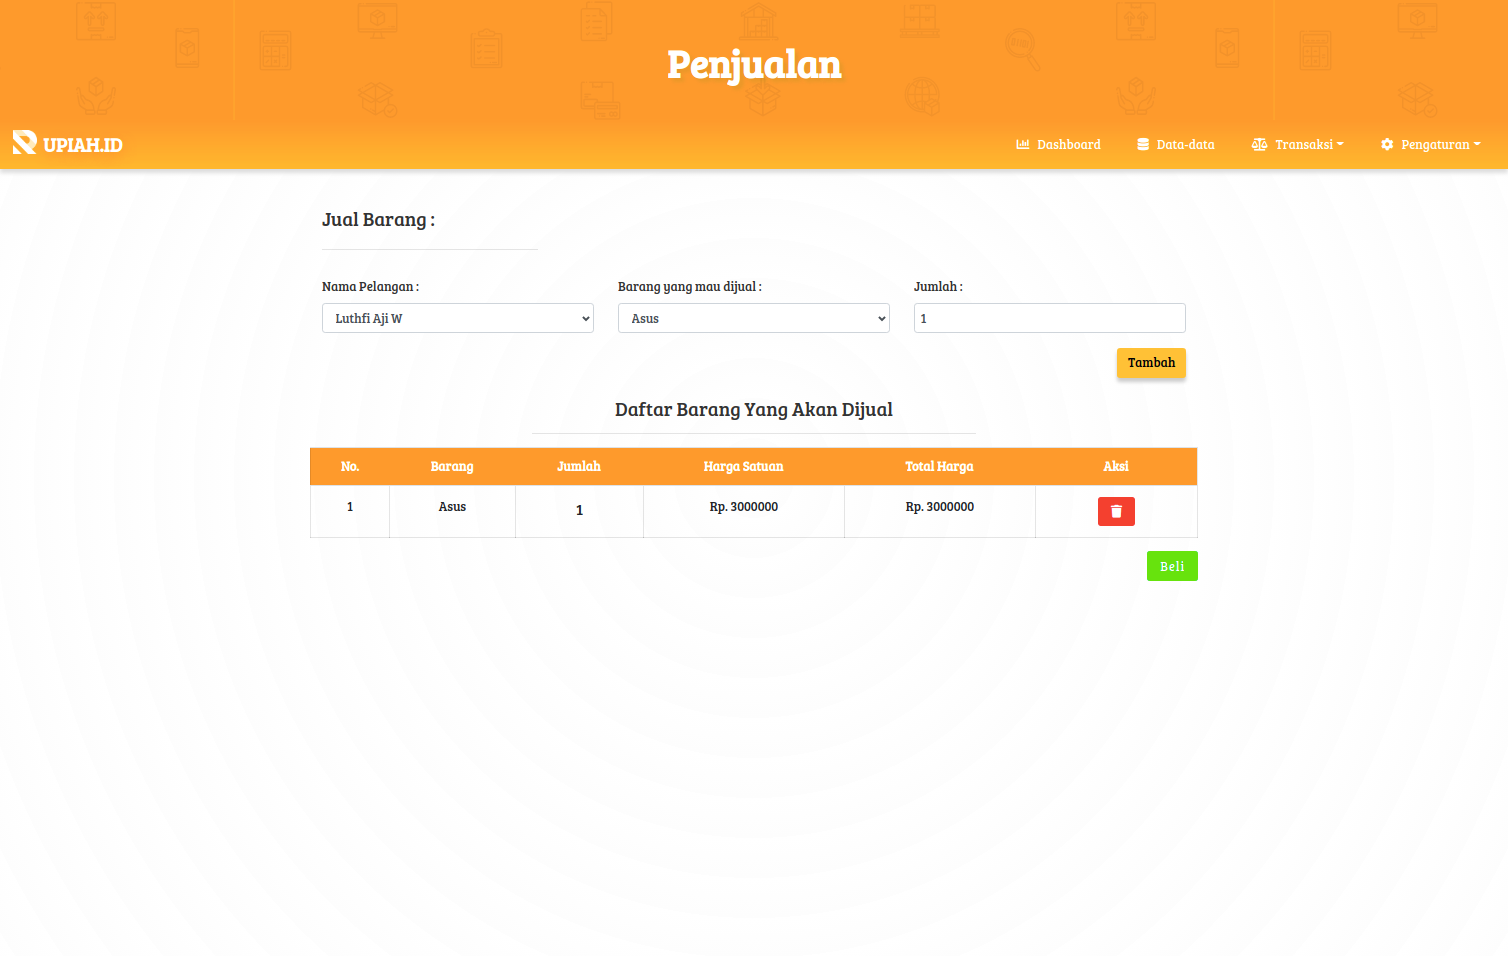 Penjualan
UPIAH.ID
Dashboard
Data-data
Transaksi
Pengaturan
Jual Barang :
Nama Pelangan :
Barang yang mau dijual :
Jumlah :
Luthfi Aji W
Asus
1
Tambah
Daftar Barang Yang Akan Dijual
No. Barang Jumlah Harga Satuan Total Harga Aksi
1 Asus 1 Rp. 3000000 Rp. 3000000
Beli